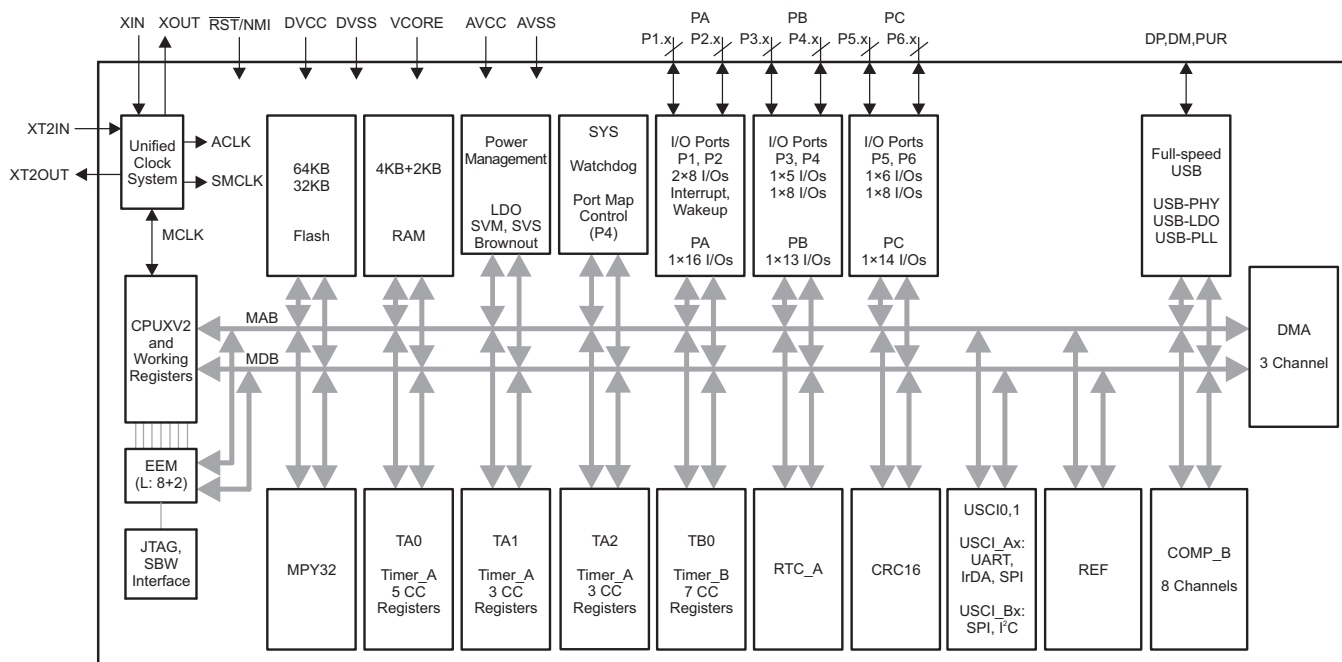 XIN
XOUT
RST/NMI
DVCC
DVSS
VCORE
AVCC
AVSS
PA
P1.x
P2.x
PB
P3.x
P4.x
PC
P5.x
P6.x
DP,DM,PUR
XT2IN
XT2OUT
Unified
Clock
System
ACLK
SMCLK
MCLK
64KB
32KB
Flash
4KB+2KB
RAM
Power
Management
LDO
SVM, SVS
Brownout
SYS
Watchdog
Port Map
Control
(P4)
I/O Ports
P1, P2
2×8 I/Os
Interrupt,
Wakeup
PA
1×16 I/Os
I/O Ports
P3, P4
1×5 I/Os
1×8 I/Os
PB
1×13 I/Os
I/O Ports
P5, P6
1×6 I/Os
1×8 I/Os
PC
1×14 I/Os
Full-speed
USB
USB-PHY
USB-LDO
USB-PLL
CPUXV2
and
Working
Registers
MAB
MDB
DMA
3 Channel
EEM
(L: 8+2)
JTAG,
SBW
Interface
MPY32
TA0
Timer_A
5 CC
Registers
TA1
Timer_A
3 CC
Registers
TA2
Timer_A
3 CC
Registers
TB0
Timer_B
7 CC
Registers
RTC_A
CRC16
USCI0,1
USCI_Ax:
UART,
IrDA, SPI
USCI_Bx:
SPI, I²C
REF
COMP_B
8 Channels